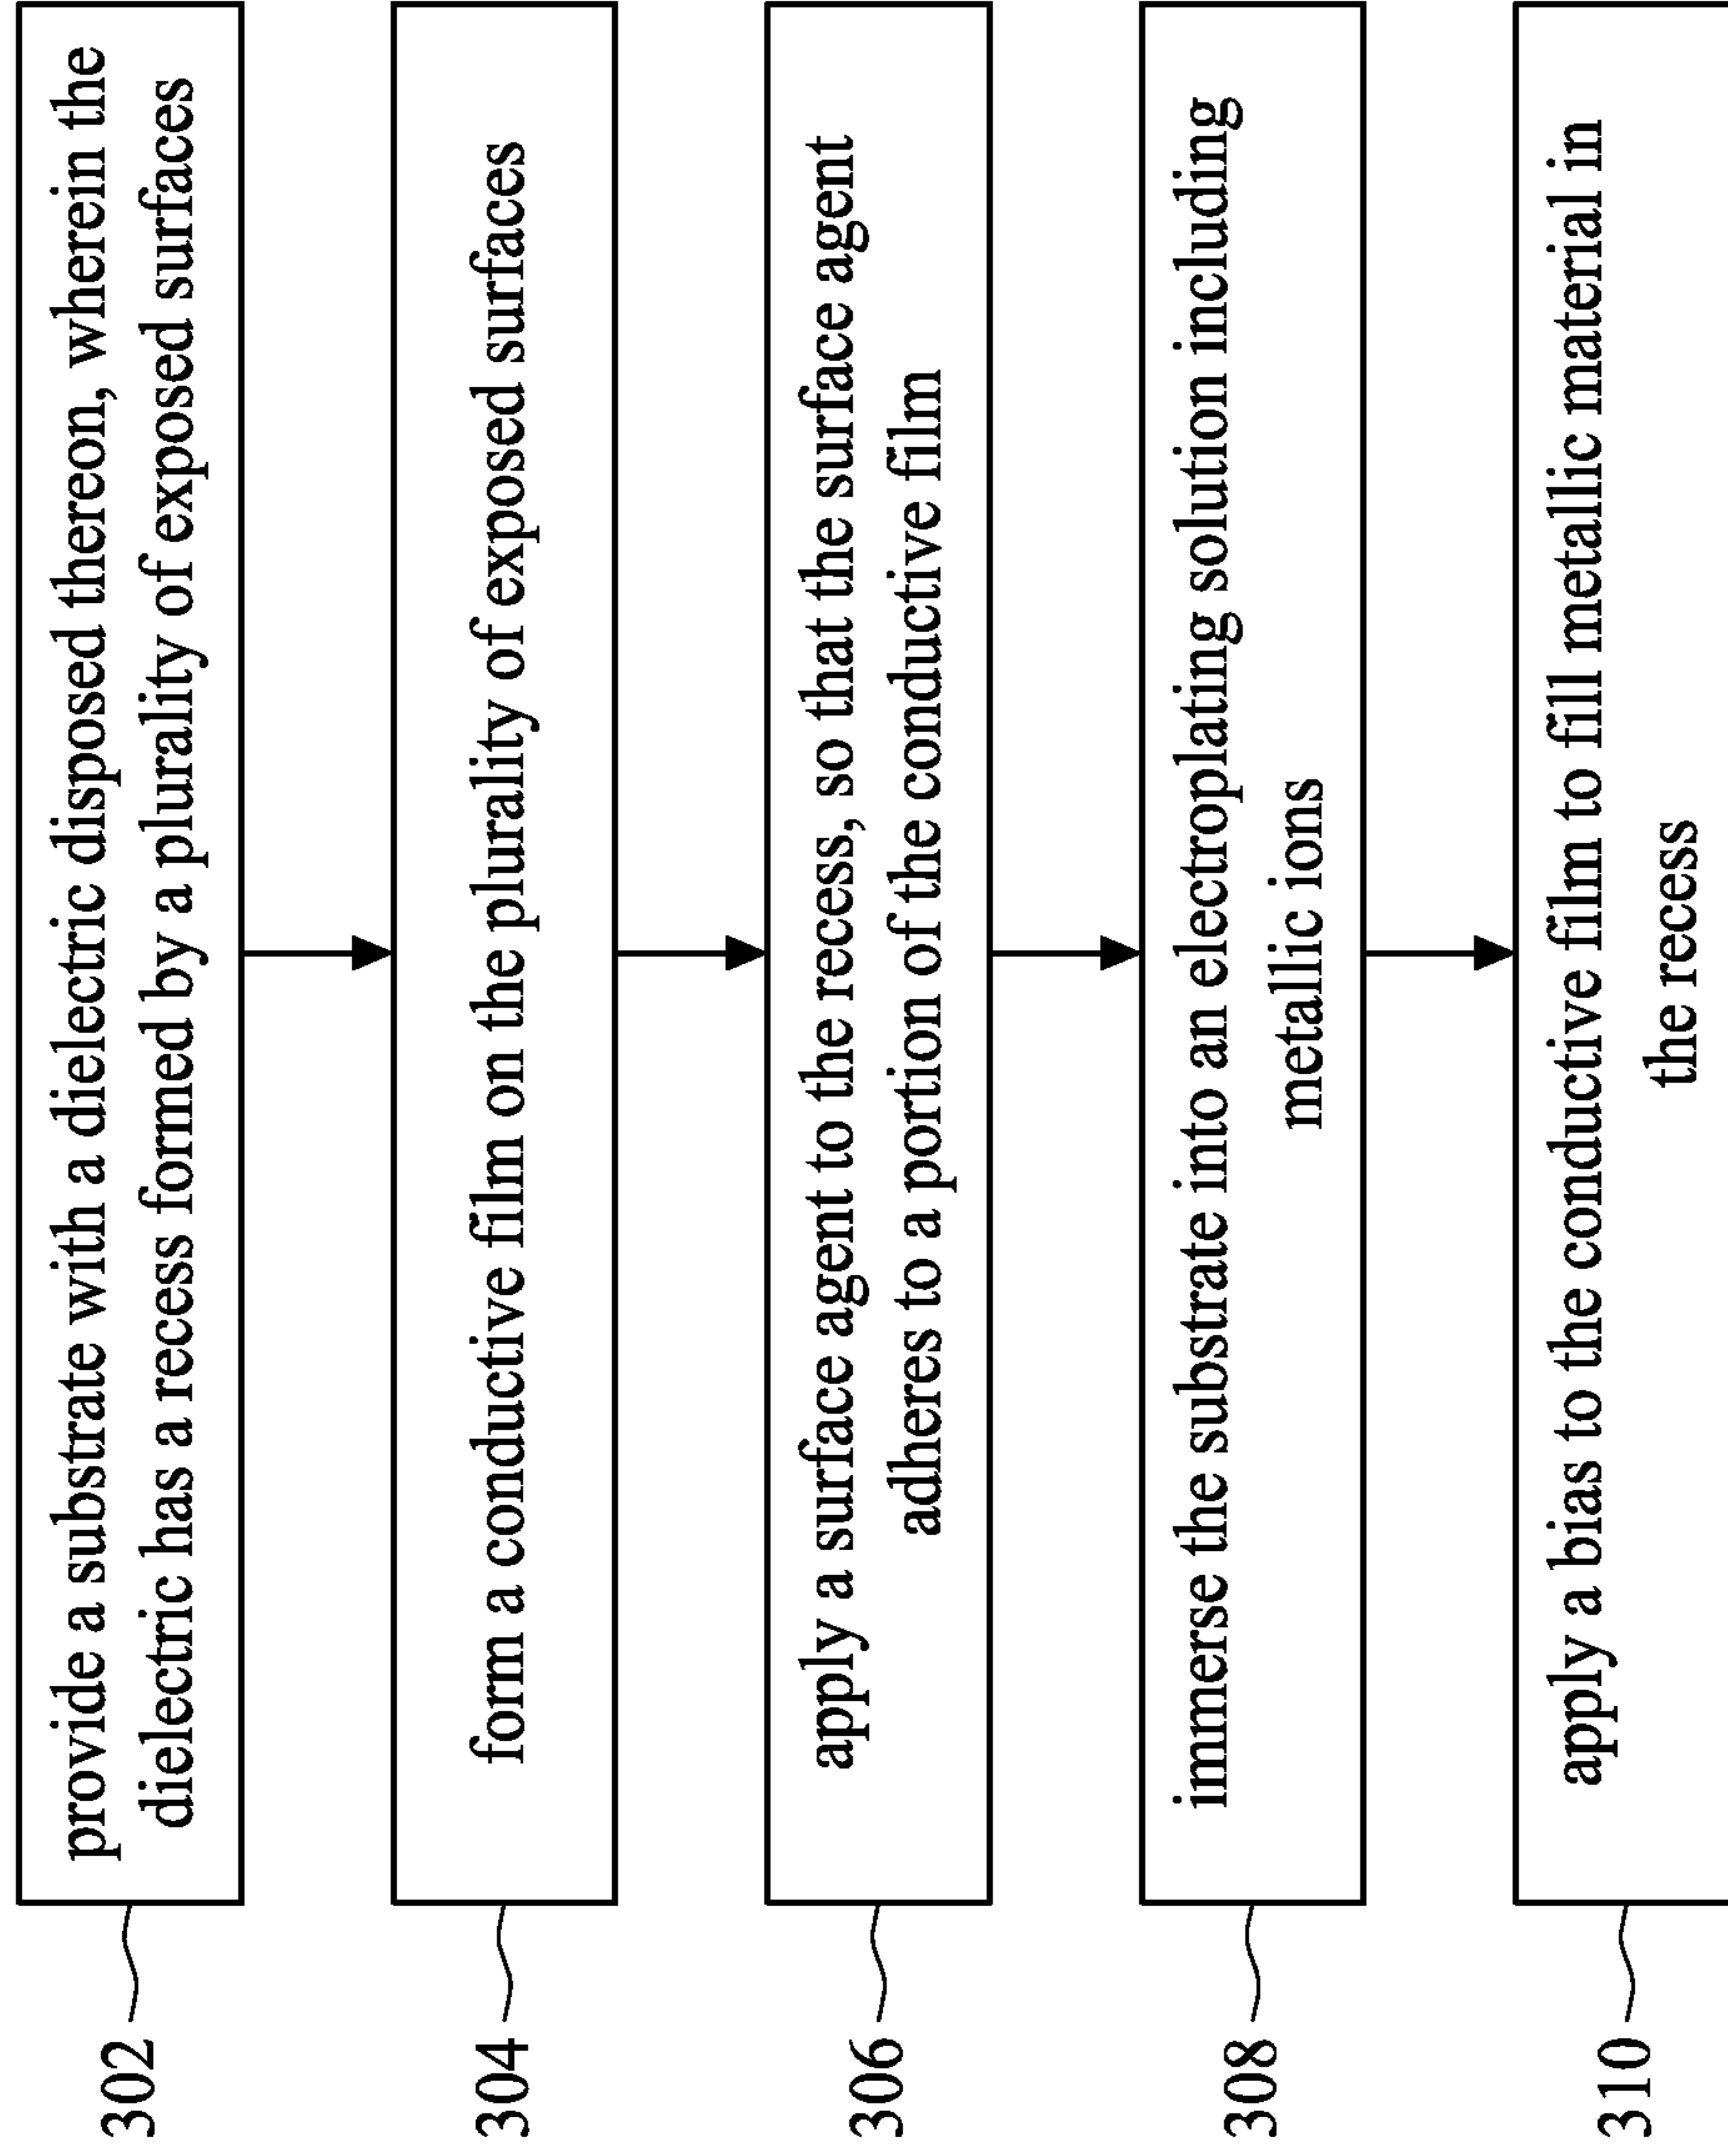 302
provide a substrate with a dielectric disposed thereon, wherein the
dielectric has a recess formed by a plurality of exposed surfaces
304
form a conductive film on the plurality of exposed surfaces
306
apply a surface agent to the recess, so that the surface agent
adheres to a portion of the conductive film
308
immerse the substrate into an electroplating solution including
metallic ions
310
apply a bias to the conductive film to fill metallic material in
the recess